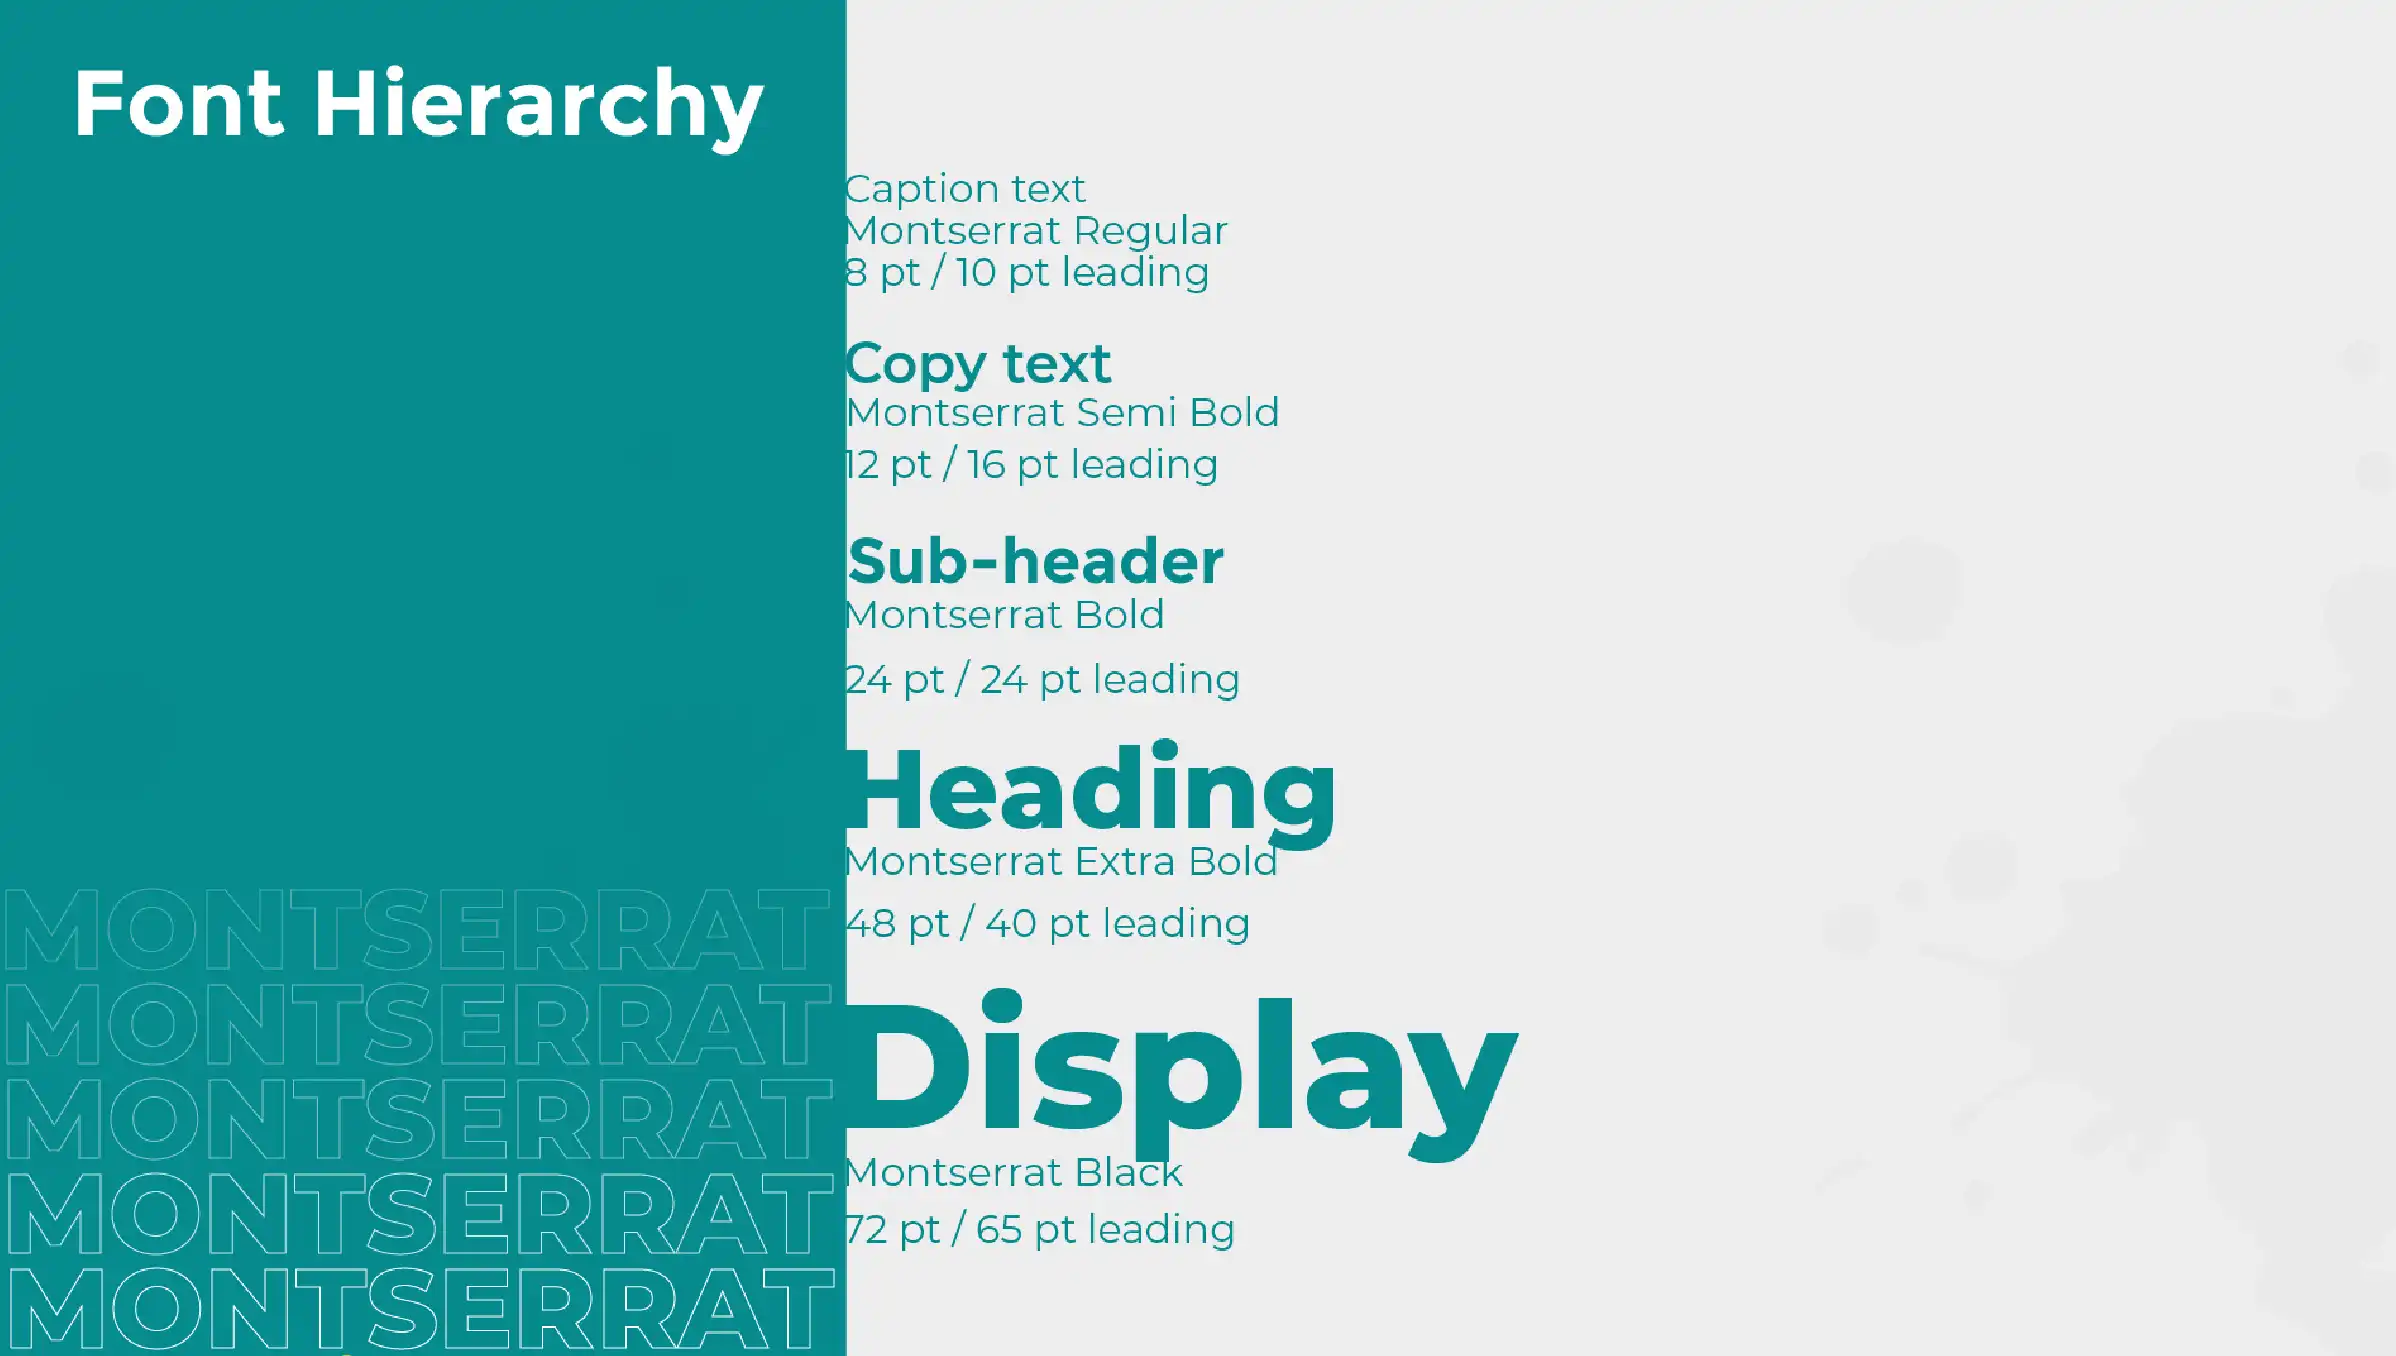 Font Hierarchy
Caption text
Montserrat Regular
8 pt / 10 pt leading
Copy text
Montserrat Semi Bold
12 pt / 16 pt leading
Sub-header
Montserrat Bold
24 pt / 24 pt leading
Heading
Montserrat Extra Bold
48 pt / 40 pt leading
Display
Montserrat Black
72 pt / 65 pt leading
MONTSERRAT
MONTSERRAT
MONTSERRAT
MONTSERRAT
MONTSERRAT